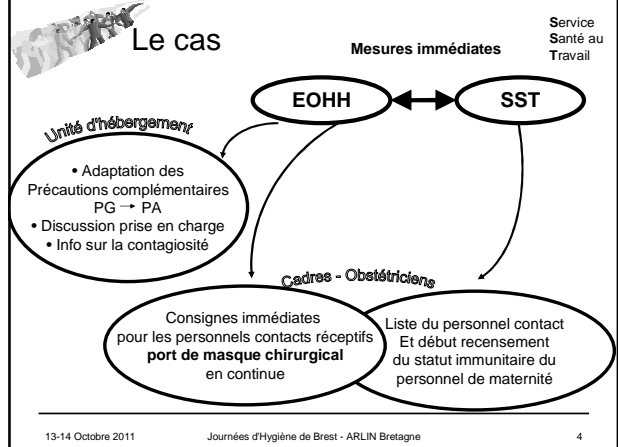 Le cas
Mesures immédiates
Service
Santé au
Travail
EOHH
SST
Unité d'hébergement
• Adaptation des
Précautions complémentaires
PG → PA
• Discussion prise en charge
• Info sur la contagiosité
Cadres - Obstétriciens
Consignes immédiates
pour les personnels contacts réceptifs
port de masque chirurgical
en continue
Liste du personnel contact
Et début recensement
du statut immunitaire du
personnel de maternité
13-14 Octobre 2011 Journées d'Hygiène de Brest - ARLIN Bretagne 4